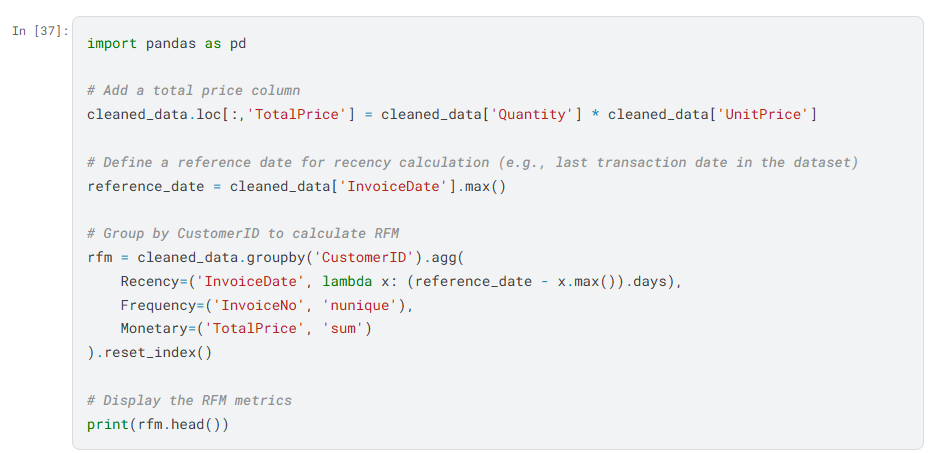 In [37]:
import pandas as pd
# Add a total price column
cleaned_data.loc[:,'TotalPrice'] = cleaned_data['Quantity'] * cleaned_data['UnitPrice']
# Define a reference date for recency calculation (e.g., last transaction date in the dataset)
reference_date = cleaned_data['InvoiceDate'].max()
# Group by CustomerID to calculate RFM
rfm = cleaned_data.groupby('CustomerID').agg(
    Recency=('InvoiceDate', lambda x: (reference_date - x.max()).days),
    Frequency=('InvoiceNo', 'nunique'),
    Monetary=('TotalPrice', 'sum')
).reset_index()
# Display the RFM metrics
print(rfm.head())